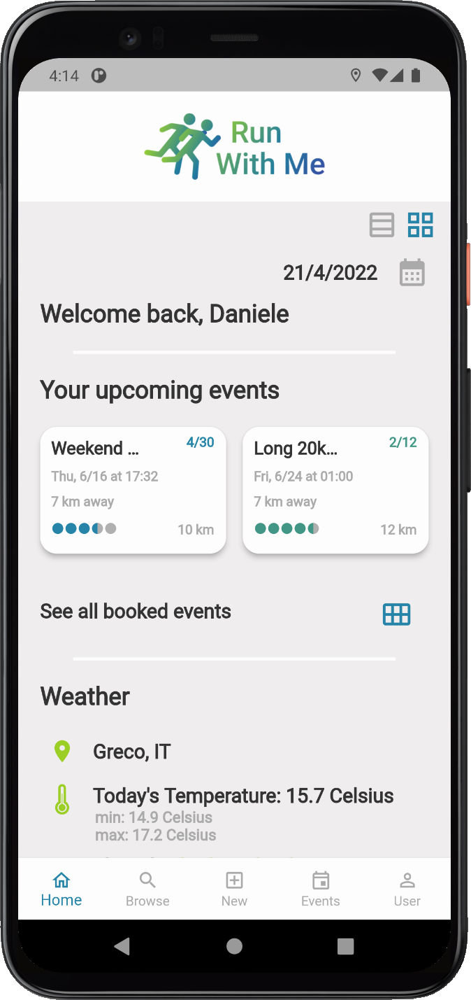 4:14
Run
With Me
21/4/2022
Welcome back, Daniele
Your upcoming events
Weekend ...
4/30
Thu, 6/16 at 17:32
7 km away
10 km
Long 20k...
2/12
Fri, 6/24 at 01:00
7 km away
12 km
See all booked events
Weather
Greco, IT
Today's Temperature: 15.7 Celsius
min: 14.9 Celsius
max: 17.2 Celsius
Home
Browse
New
Events
User